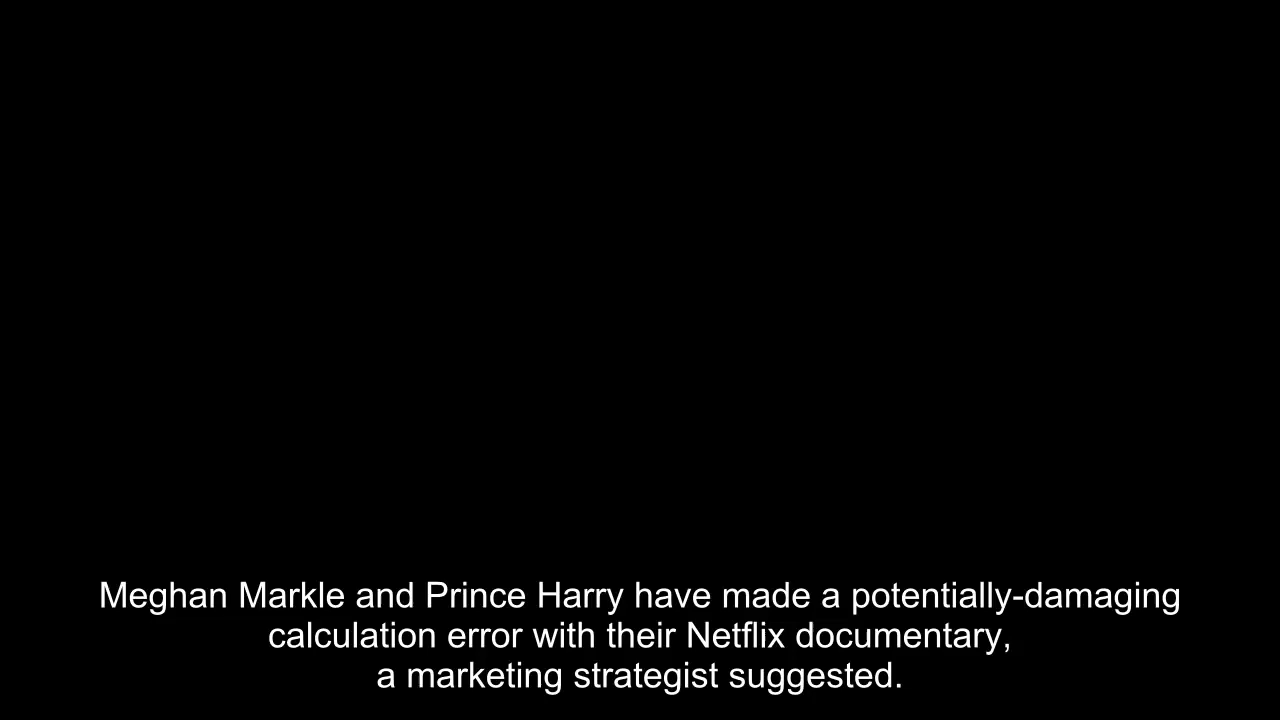 Meghan Markle and Prince Harry have made a potentially-damaging
calculation error with their Netflix documentary,
a marketing strategist suggested.